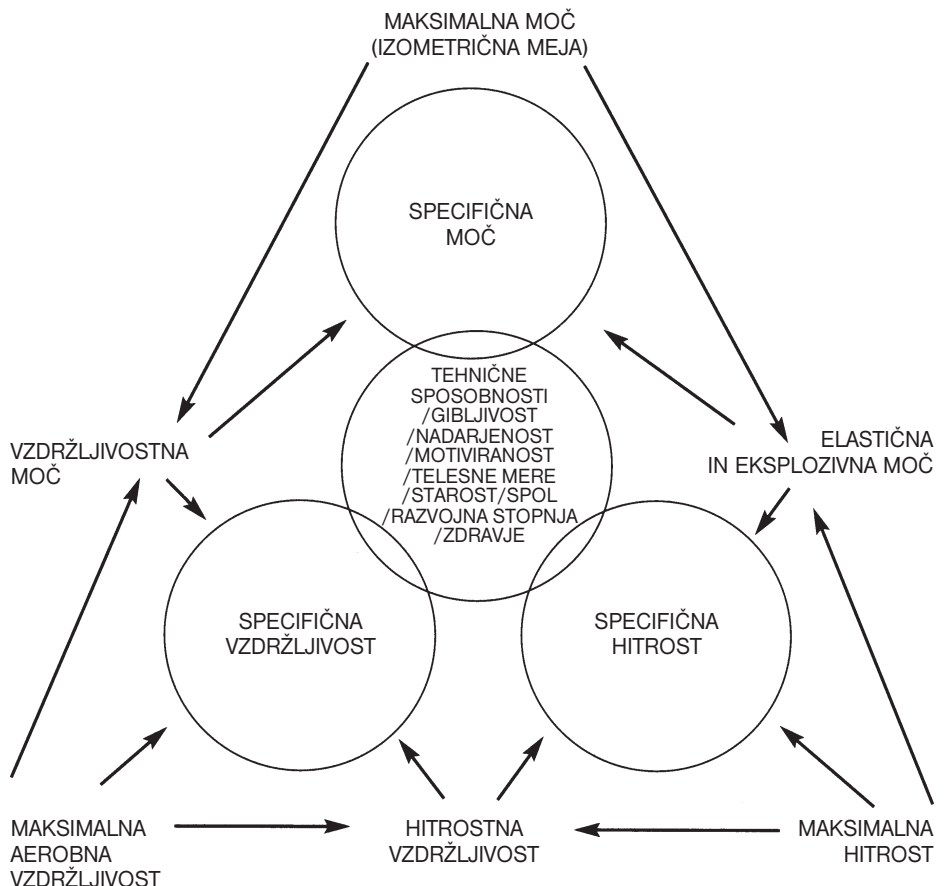 MAKSIMALNA MOČ
(IZOMETRIČNA MEJA)
SPECIFIČNA
MOČ
TEHNIČNE
SPOSOBNOSTI
/GIBLJIVOST
/NADARJENOST
/MOTIVIRANOST
/TELESNE MERE
/STAROST/SPOL
/RAZVOJNA STOPNJA
/ZDRAVJE
VZDRŽLJIVOSTNA
MOČ
ELASTIČNA
IN EKSPLOZIVNA MOČ
SPECIFIČNA
VZDRŽLJIVOST
SPECIFIČNA
HITROST
MAKSIMALNA
AEROBNA
VZDRŽLJIVOST
HITROSTNA
VZDRŽLJIVOST
MAKSIMALNA
HITROST